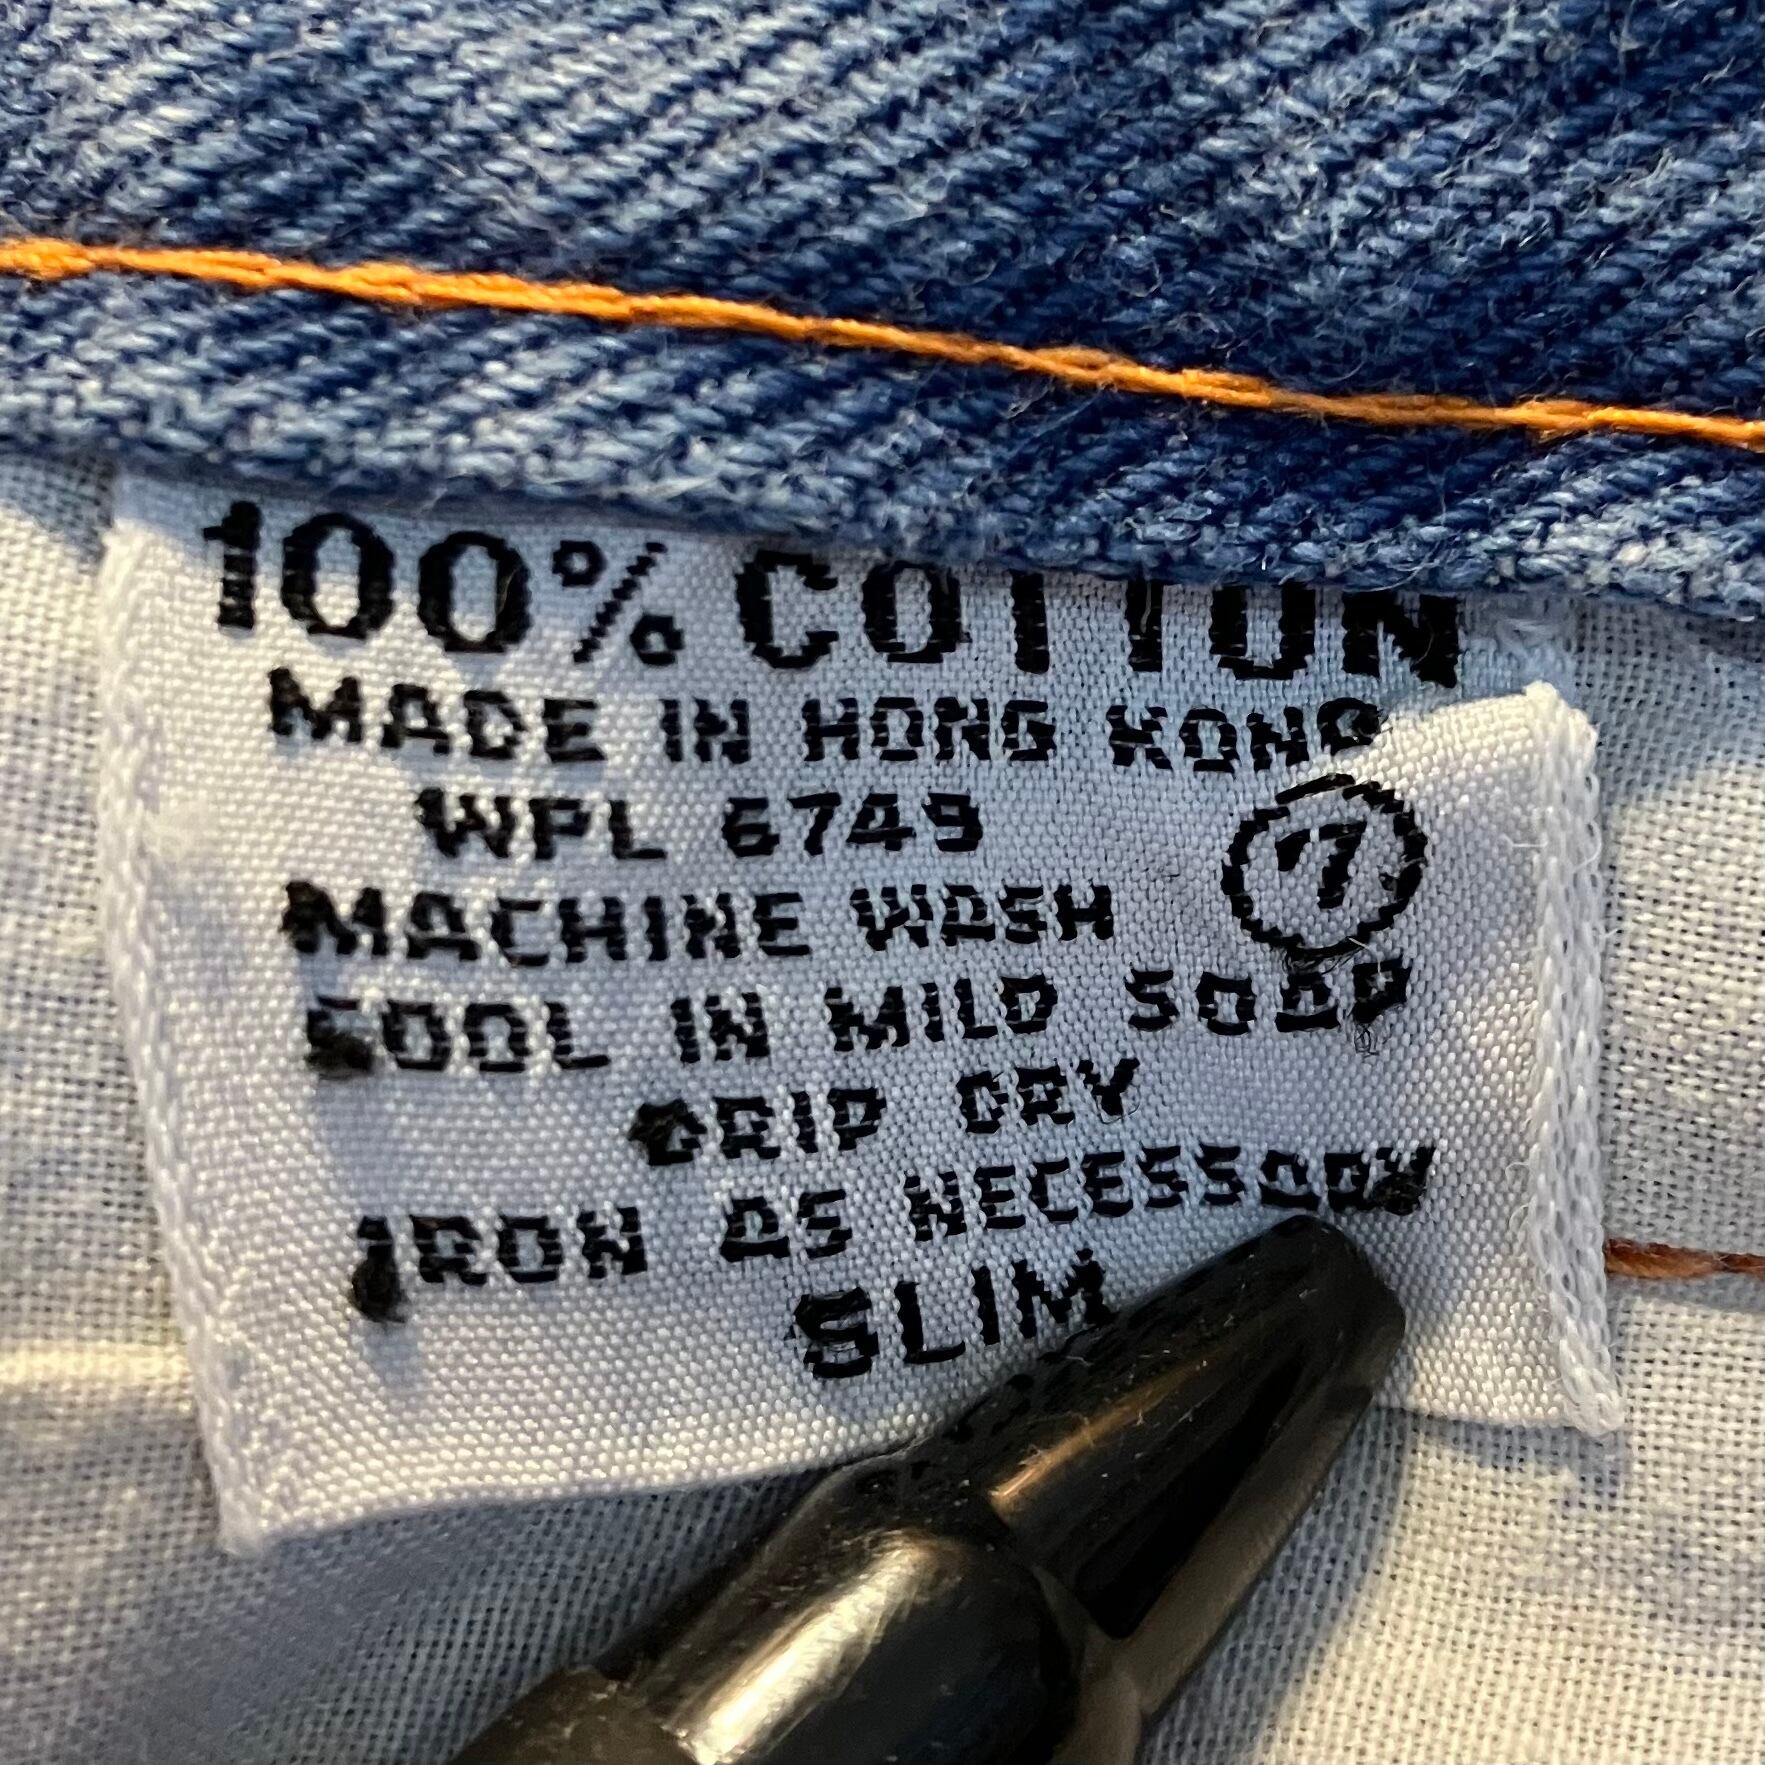 100% COTTON
MADE IN HONG KONG
WPL 6749
7
MACHINE WASH
COOL IN MILD SOAP
DRIP DRY
IRON AS NECESSARY
SLIM